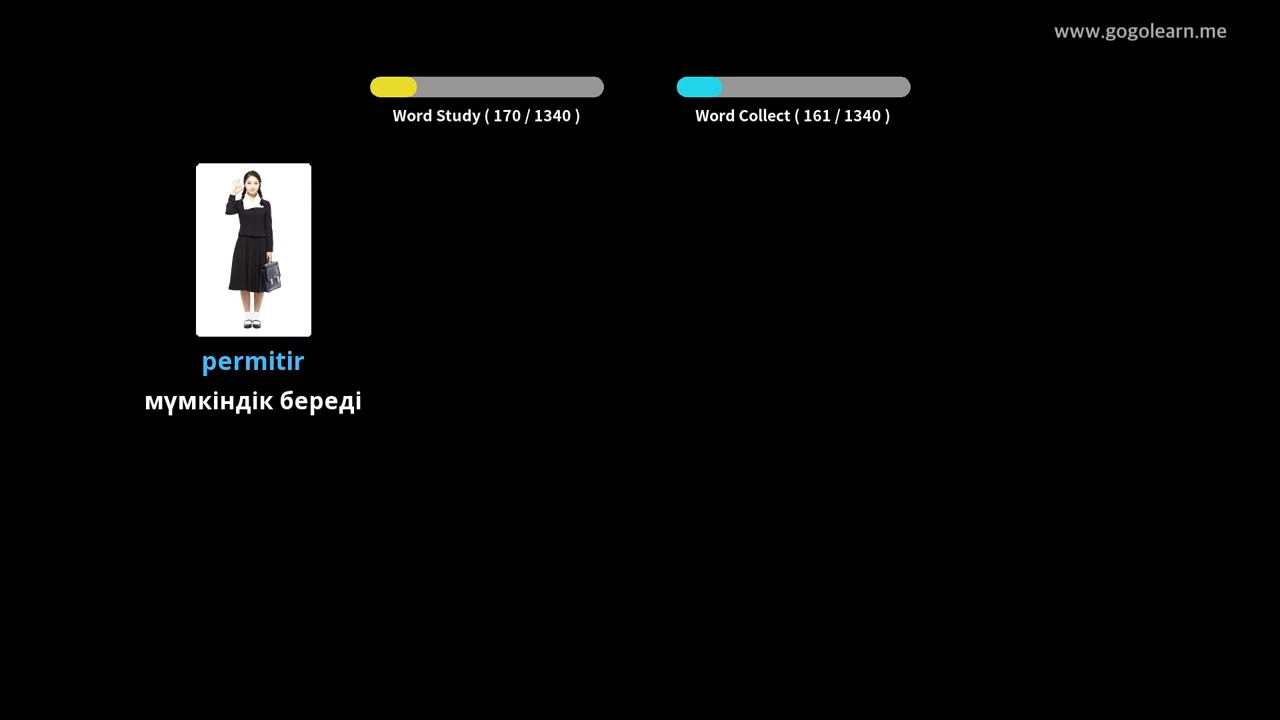 www.gogolearn.me
Word Study ( 170 / 1340 )
Word Collect ( 161 / 1340 )
permitir
мүмкіндік береді